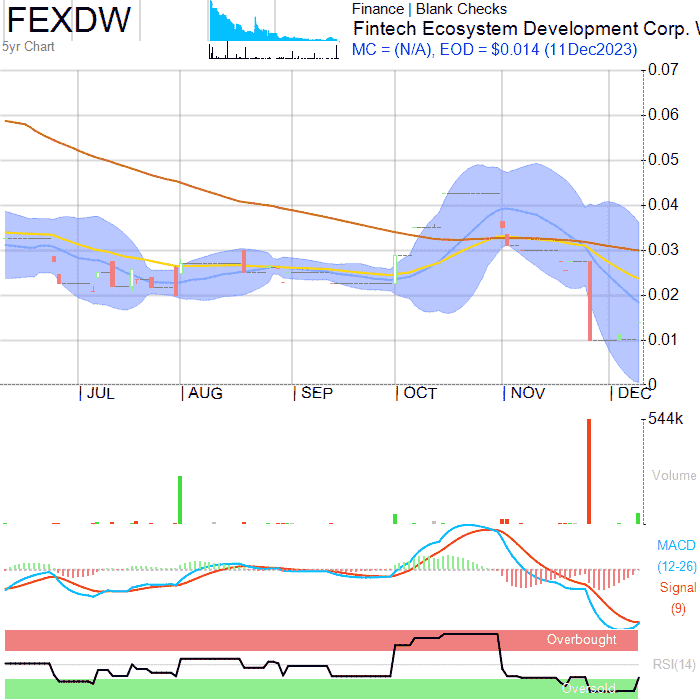 FEXDW
5yr Chart
Finance | Blank Checks
Fintech Ecosystem Development Corp. W
MC = (N/A), EOD = $0.014 (11Dec2023)
0.07
0.06
0.05
0.04
0.03
0.02
0.01
0
JUL AUG SEP OCT NOV DEC
544k
Volume
MACD
(12-26)
Signal
(9)
Overbought
RSI(14)
Oversold